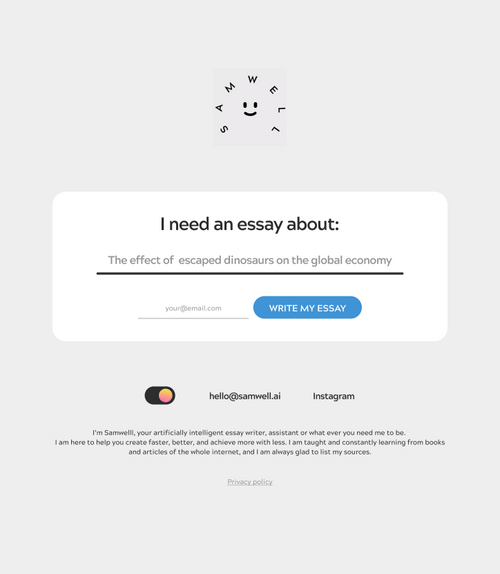 SAMWELL
I need an essay about:
The effect of escaped dinosaurs on the global economy
your@email.com
WRITE MY ESSAY
hello@samwell.ai
Instagram
I'm Samwelll, your artificially intelligent essay writer, assistant or what ever you need me to be.
I am here to help you create faster, better, and achieve more with less. I am taught and constantly learning from books
and articles of the whole internet, and I am always glad to list my sources.
Privacy policy